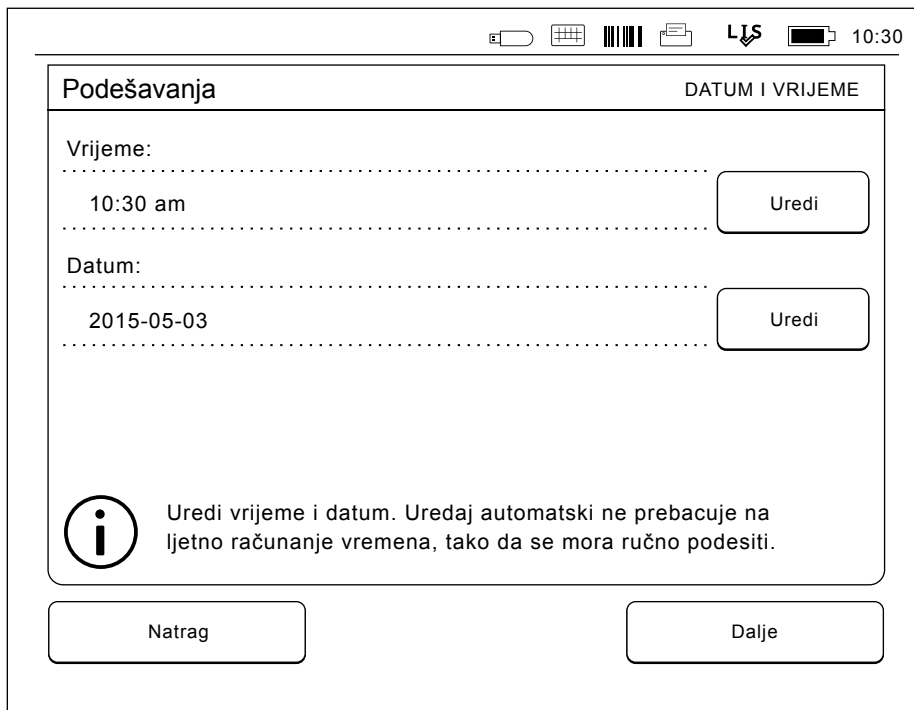 LIS 10:30
Podešavanja DATUM I VRIJEME
Vrijeme:
10:30 am Uredi
Datum:
2015-05-03 Uredi
Uredi vrijeme i datum. Uredaj automatski ne prebacuje na
ljetno računanje vremena, tako da se mora ručno podesiti.
Natrag Dalje